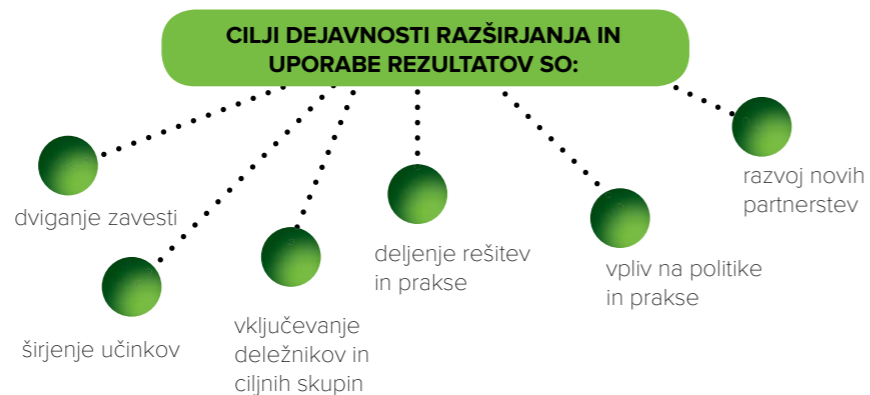 CILJI DEJAVNOSTI RAZŠIRJANJA IN
UPORABE REZULTATOV SO:
dviganje zavesti
širjenje učinkov
vključevanje
deležnikov in
ciljnih skupin
deljenje rešitev
in prakse
vpliv na politike
in prakse
razvoj novih
partnerstev